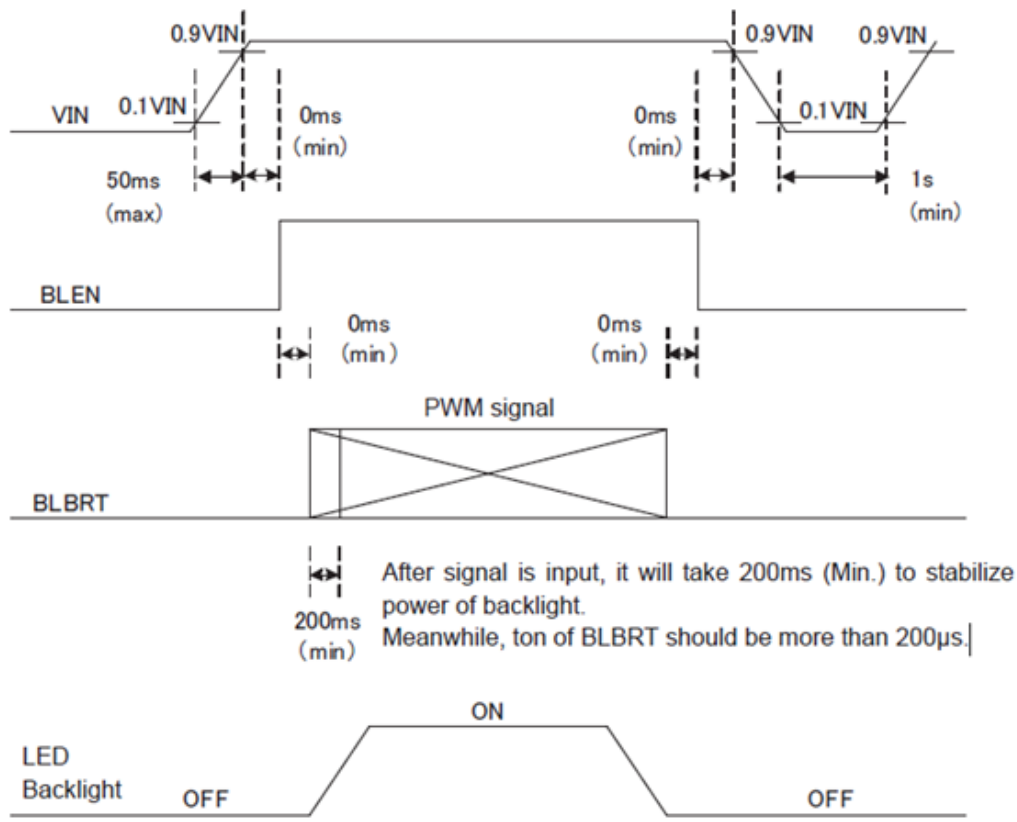 0.9VIN
0.9VIN
0.9VIN
VIN
0.1VIN
0ms
(min)
0ms
(min)
0.1VIN
50ms
(max)
1s
(min)
BLEN
0ms
(min)
0ms
(min)
PWM signal
BLBRT
200ms
(min)
After signal is input, it will take 200ms (Min.) to stabilize
power of backlight.
Meanwhile, ton of BLBRT should be more than 200μs.
ON
LED
Backlight
OFF
OFF